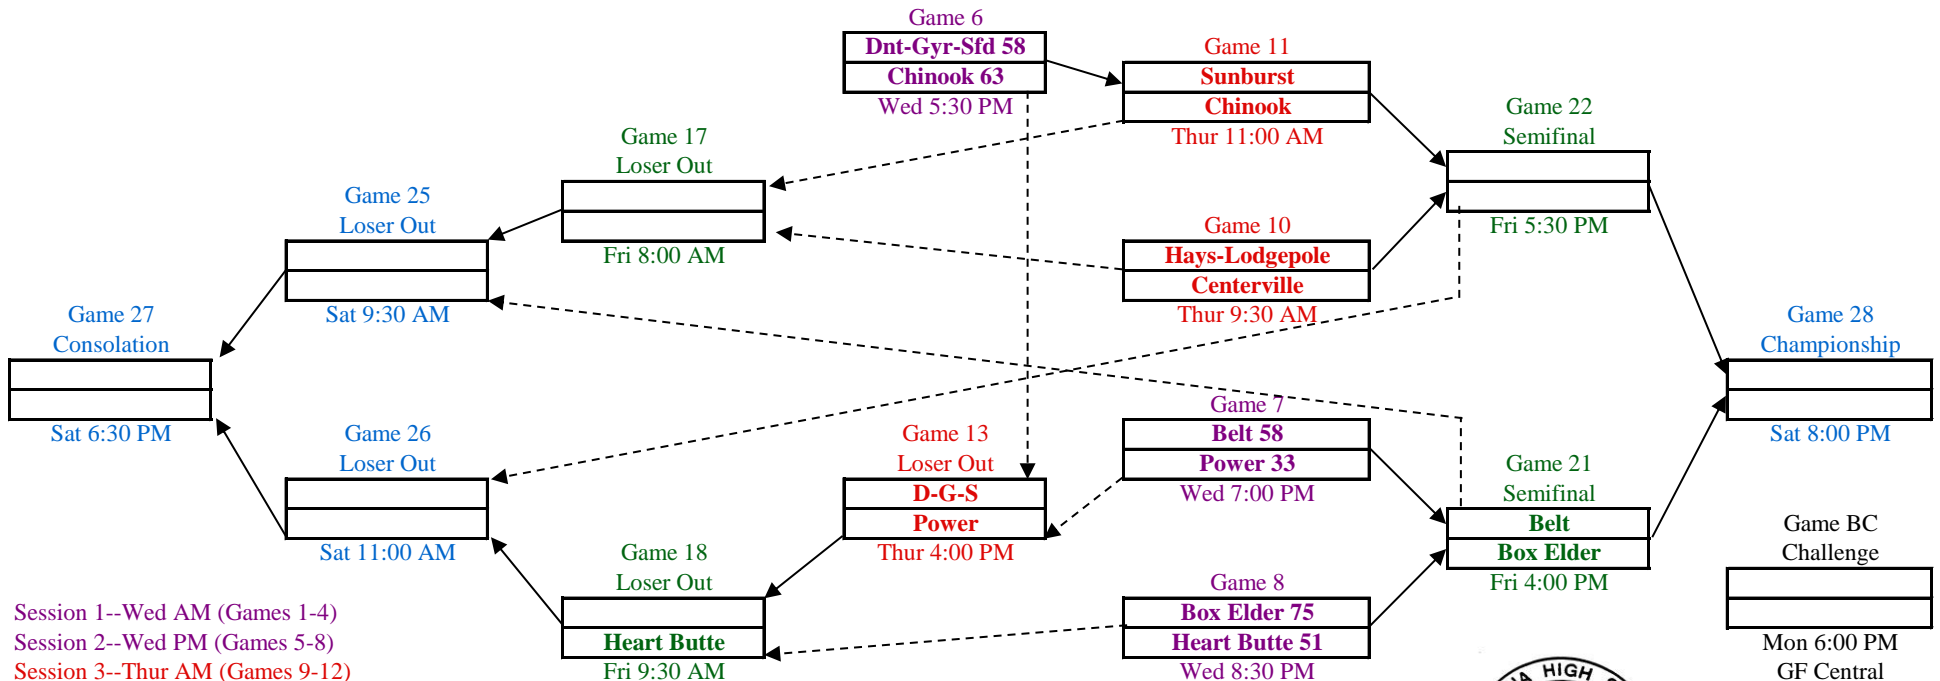 Game 6
Dnt-Gyr-Sfd 58
Chinook 63
Wed 5:30 PM
Game 11
Sunburst
Chinook
Thur 11:00 AM
Game 22
Semifinal
Fri 5:30 PM
Game 17
Loser Out
Fri 8:00 AM
Game 25
Loser Out
Sat 9:30 AM
Game 10
Hays-Lodgepole
Centerville
Thur 9:30 AM
Game 27
Consolation
Sat 6:30 PM
Game 28
Championship
Sat 8:00 PM
Game 7
Belt 58
Power 33
Wed 7:00 PM
Game 26
Loser Out
Sat 11:00 AM
Game 13
Loser Out
D-G-S
Power
Thur 4:00 PM
Game 21
Semifinal
Belt
Box Elder
Fri 4:00 PM
Game BC
Challenge
Mon 6:00 PM
GF Central
Game 18
Loser Out
Heart Butte
Fri 9:30 AM
Game 8
Box Elder 75
Heart Butte 51
Wed 8:30 PM
Session 1--Wed AM (Games 1-4)
Session 2--Wed PM (Games 5-8)
Session 3--Thur AM (Games 9-12)
HIGH